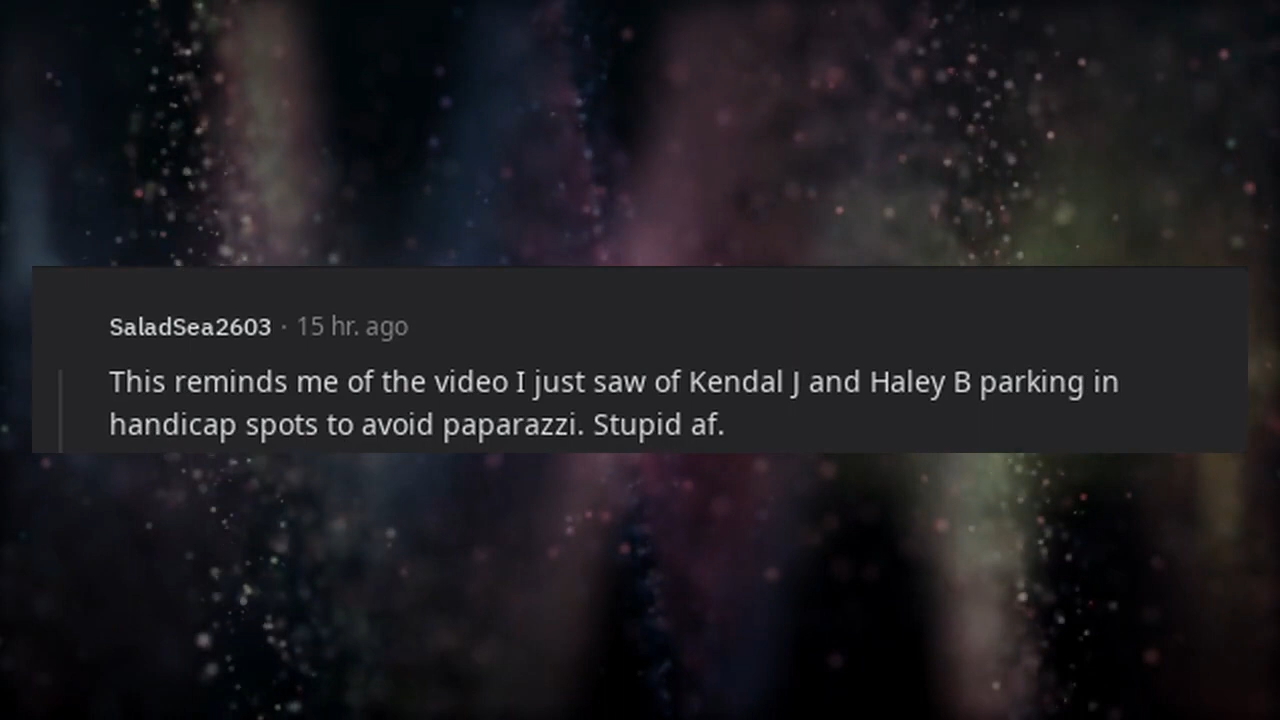 SaladSea2603 · 15 hr. ago
This reminds me of the video I just saw of Kendal J and Haley B parking in
handicap spots to avoid paparazzi. Stupid af.